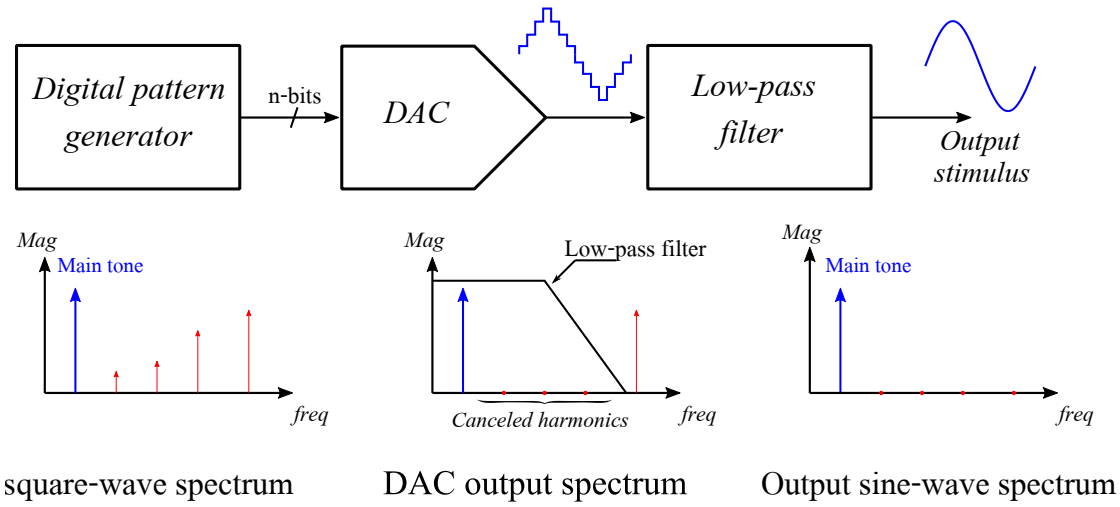 Digital pattern
generator
n-bits
DAC
Low-pass
filter
Output
stimulus
Mag
Main tone
freq
Mag
Low-pass filter
Canceled harmonics
freq
Mag
Main tone
freq
square-wave spectrum
DAC output spectrum
Output sine-wave spectrum